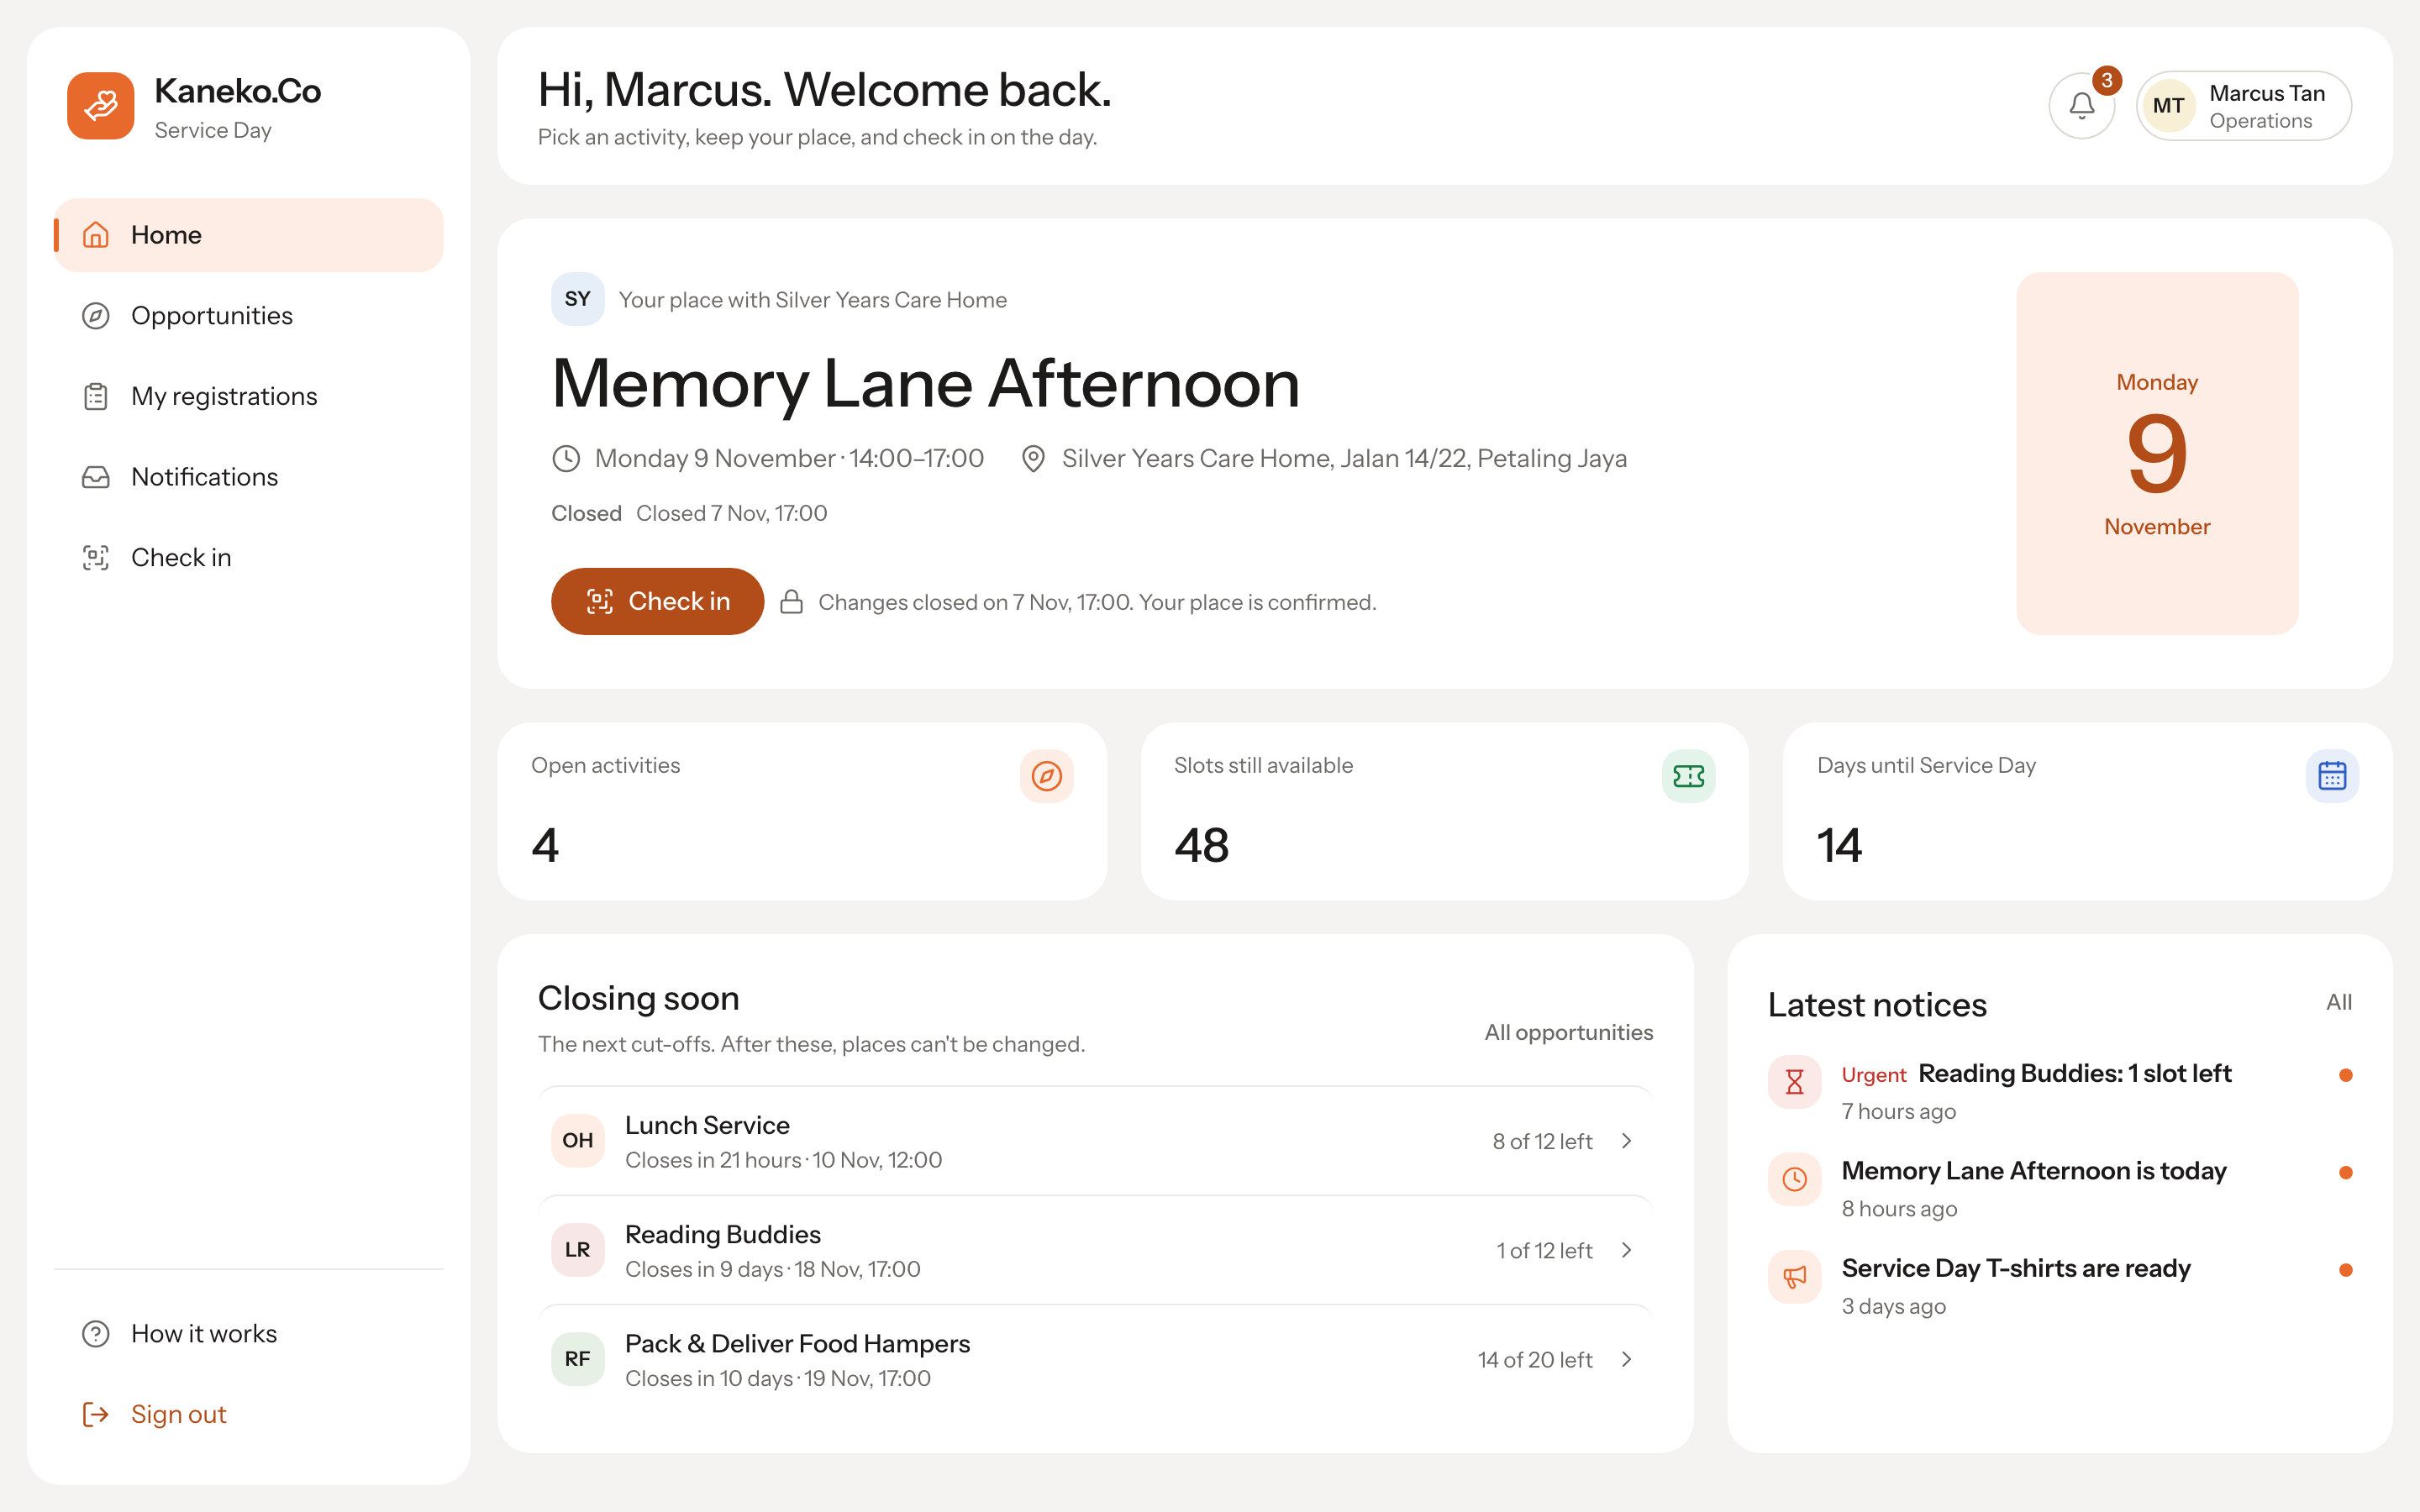 Kaneko.Co
Service Day
Home
Opportunities
My registrations
Notifications
Check in
How it works
Sign out
Hi, Marcus. Welcome back.
Pick an activity, keep your place, and check in on the day.
3
MT
Marcus Tan
Operations
SY
Your place with Silver Years Care Home
Memory Lane Afternoon
Monday 9 November · 14:00–17:00
Silver Years Care Home, Jalan 14/22, Petaling Jaya
Closed Closed 7 Nov, 17:00
Check in
Changes closed on 7 Nov, 17:00. Your place is confirmed.
Monday
9
November
Open activities
4
Slots still available
48
Days until Service Day
14
Closing soon
The next cut-offs. After these, places can't be changed.
All opportunities
OH
Lunch Service
Closes in 21 hours · 10 Nov, 12:00
8 of 12 left
LR
Reading Buddies
Closes in 9 days · 18 Nov, 17:00
1 of 12 left
RF
Pack & Deliver Food Hampers
Closes in 10 days · 19 Nov, 17:00
14 of 20 left
Latest notices
All
Urgent Reading Buddies: 1 slot left
7 hours ago
Memory Lane Afternoon is today
8 hours ago
Service Day T-shirts are ready
3 days ago